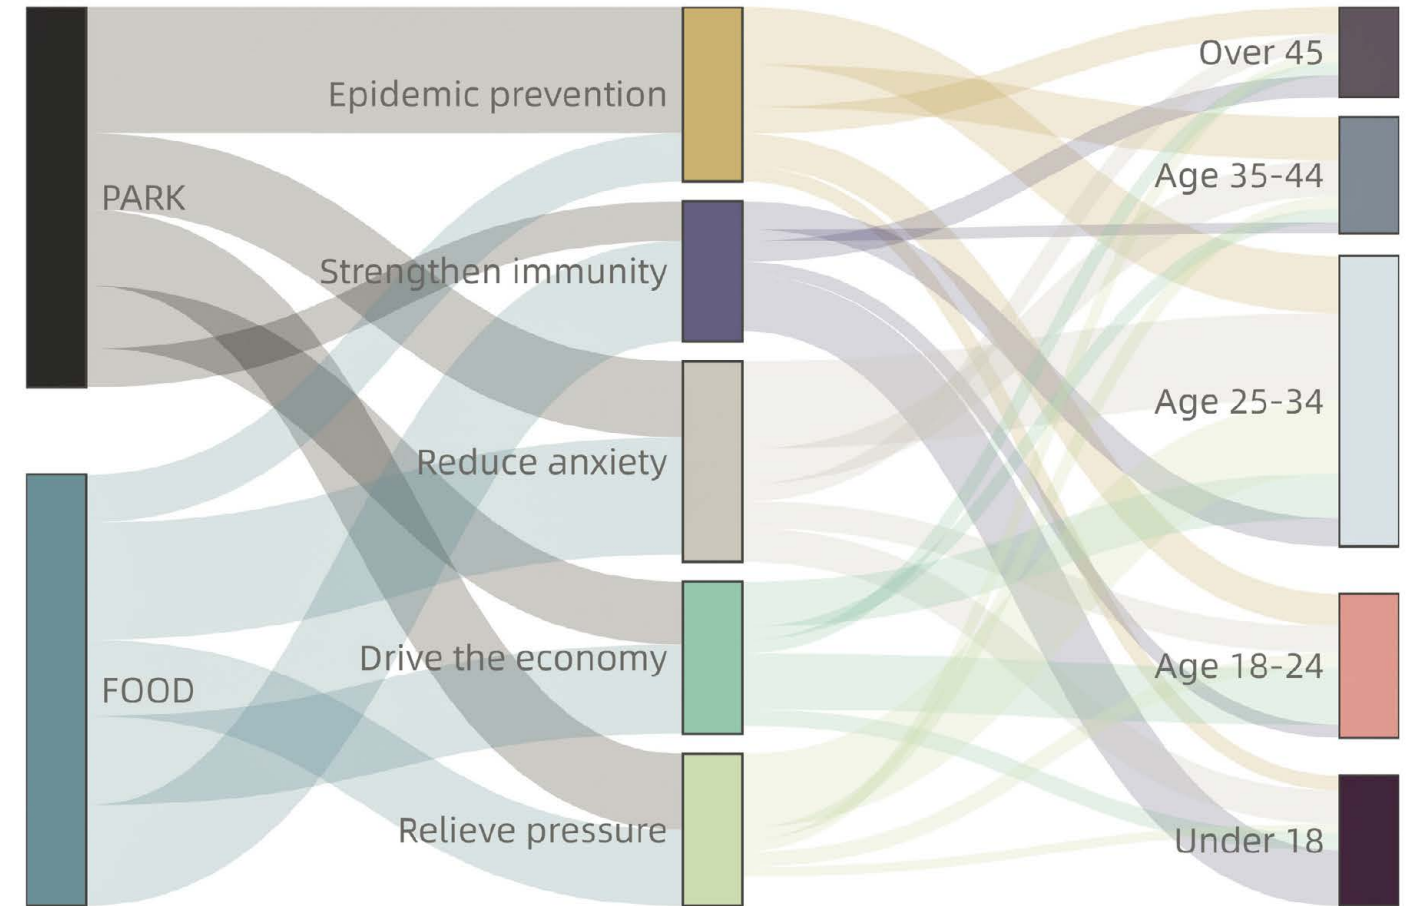 PARK
FOOD
Epidemic prevention
Strengthen immunity
Reduce anxiety
Drive the economy
Relieve pressure
Over 45
Age 35-44
Age 25-34
Age 18-24
Under 18